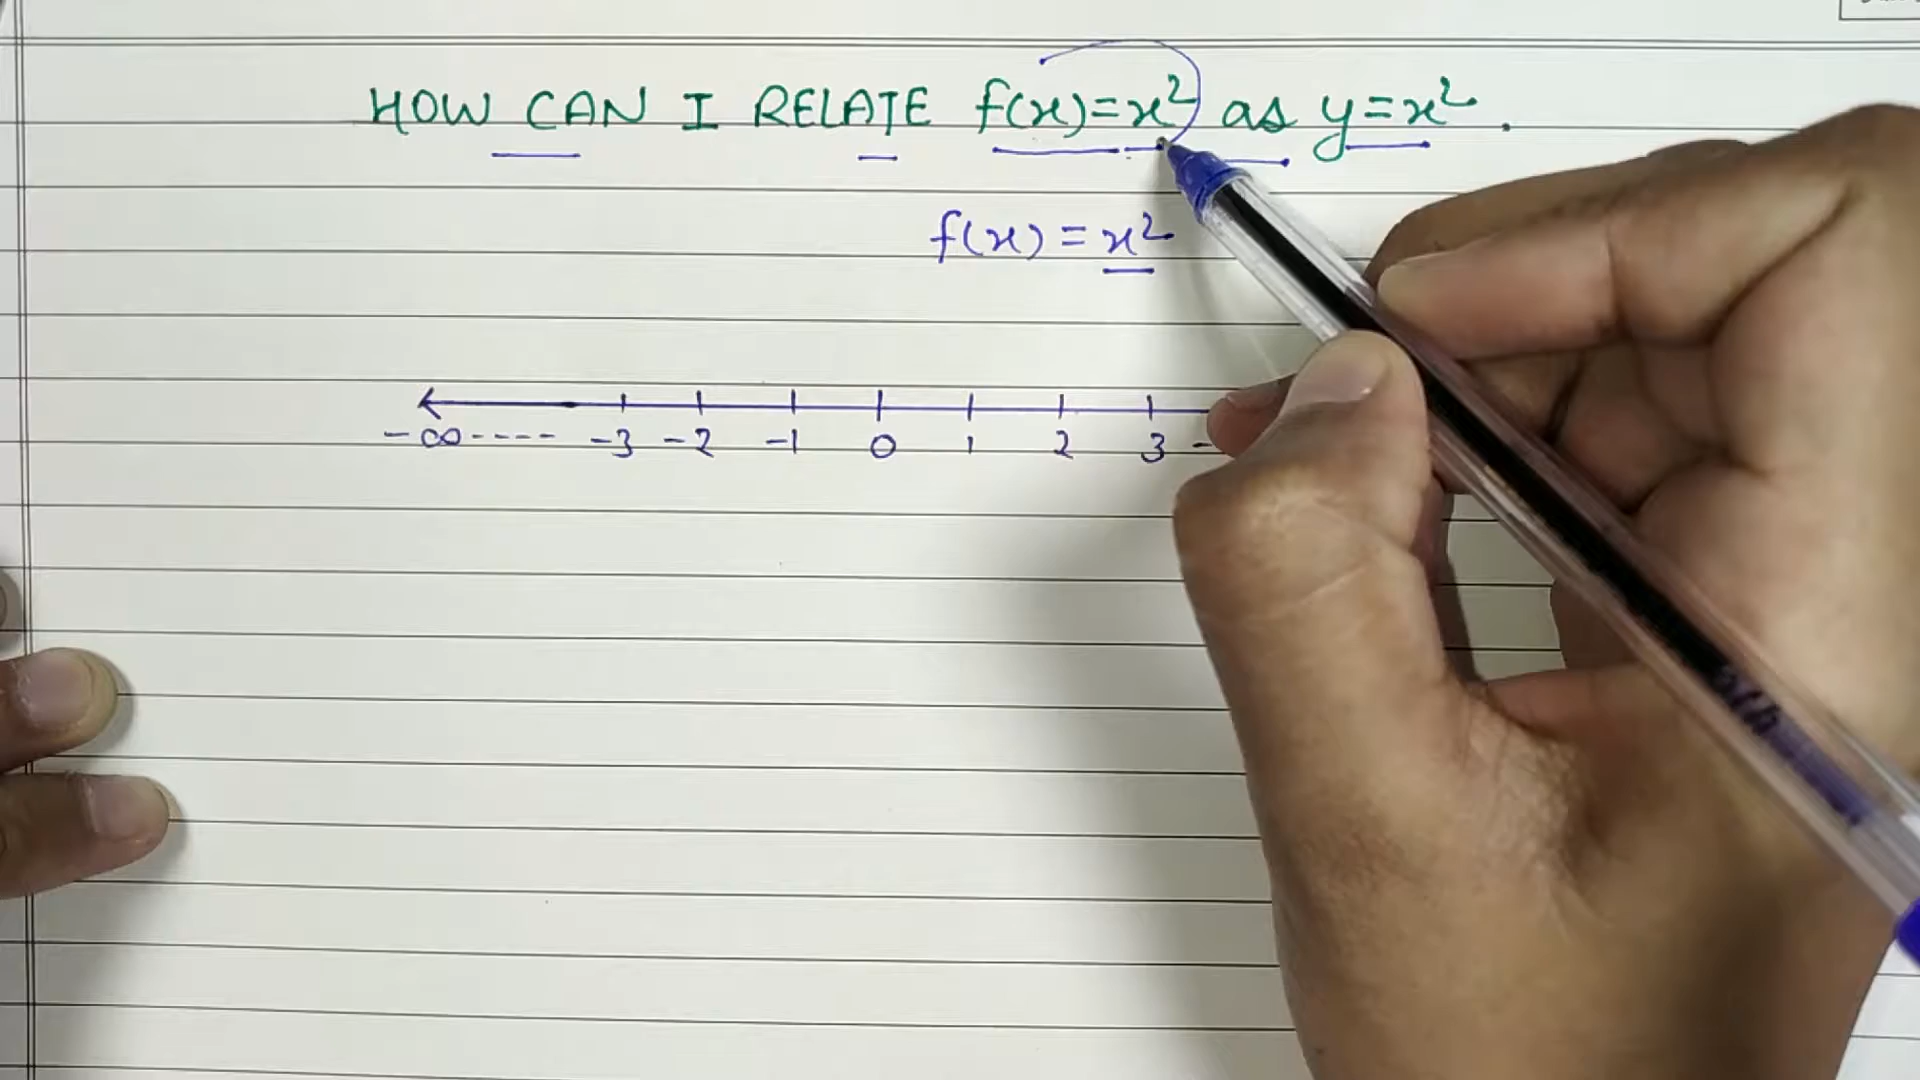 HOW CAN I RELATE f(x)=x² as y=x².
f(x) = x²
-∞---- -3 -2 -1 0 1 2 3 -